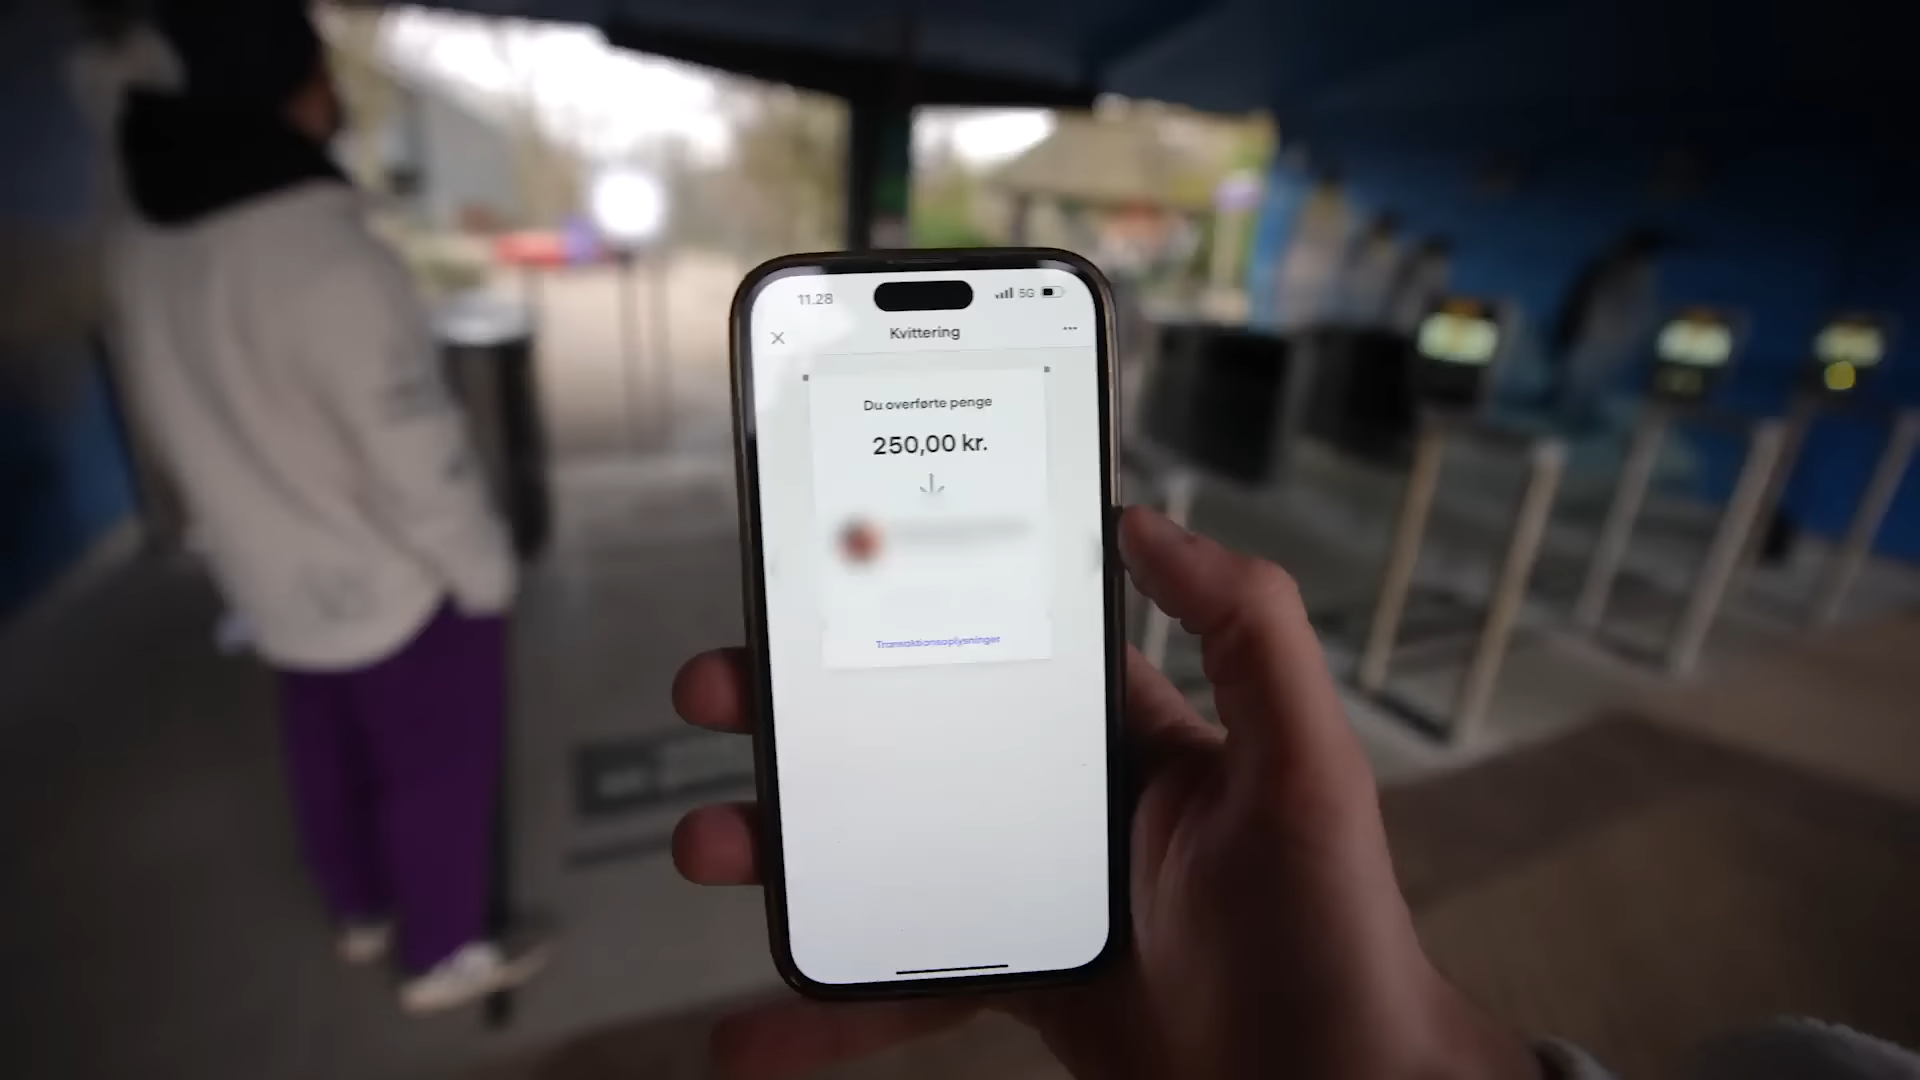 11.28
5G
Kvittering
Du overførte penge
250,00 kr.
Transaktionsoplysninger